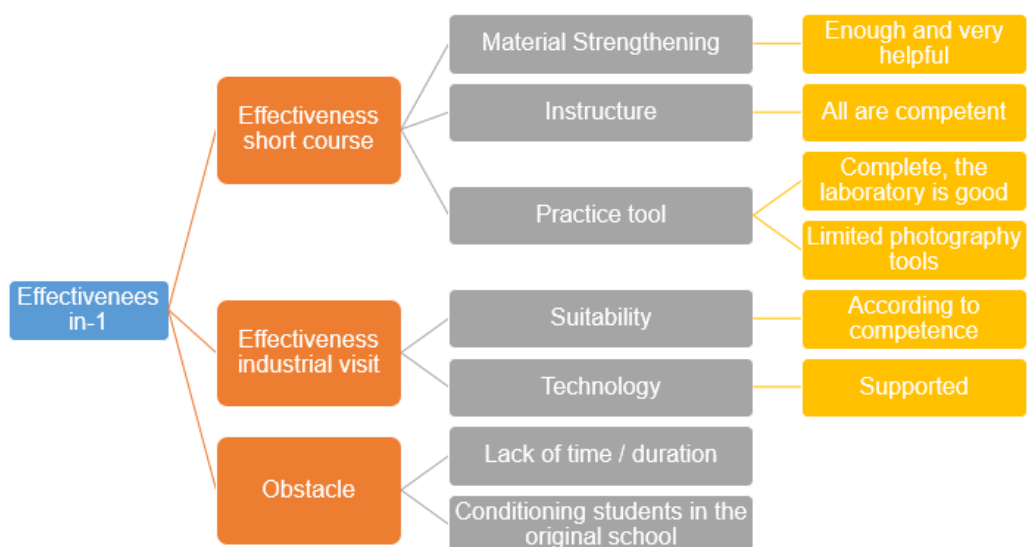 Effectivenees
in-1
Effectiveness
short course
Material Strengthening
Enough and very
helpful
Instructure
All are competent
Practice tool
Complete, the
laboratory is good
Limited photography
tools
Effectiveness
industrial visit
Suitability
According to
competence
Technology
Supported
Obstacle
Lack of time / duration
Conditioning students in the
original school